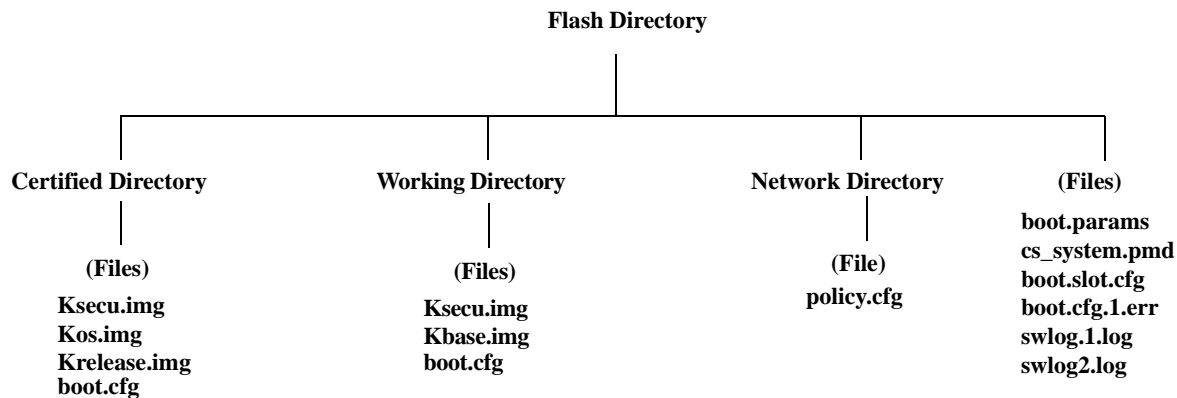 Flash Directory
Certified Directory
Working Directory
Network Directory
(Files)
(Files)
Ksecu.img
Kos.img
Krelease.img
boot.cfg
(Files)
Ksecu.img
Kbase.img
boot.cfg
(File)
policy.cfg
boot.params
cs_system.pmd
boot.slot.cfg
boot.cfg.1.err
swlog.1.log
swlog2.log